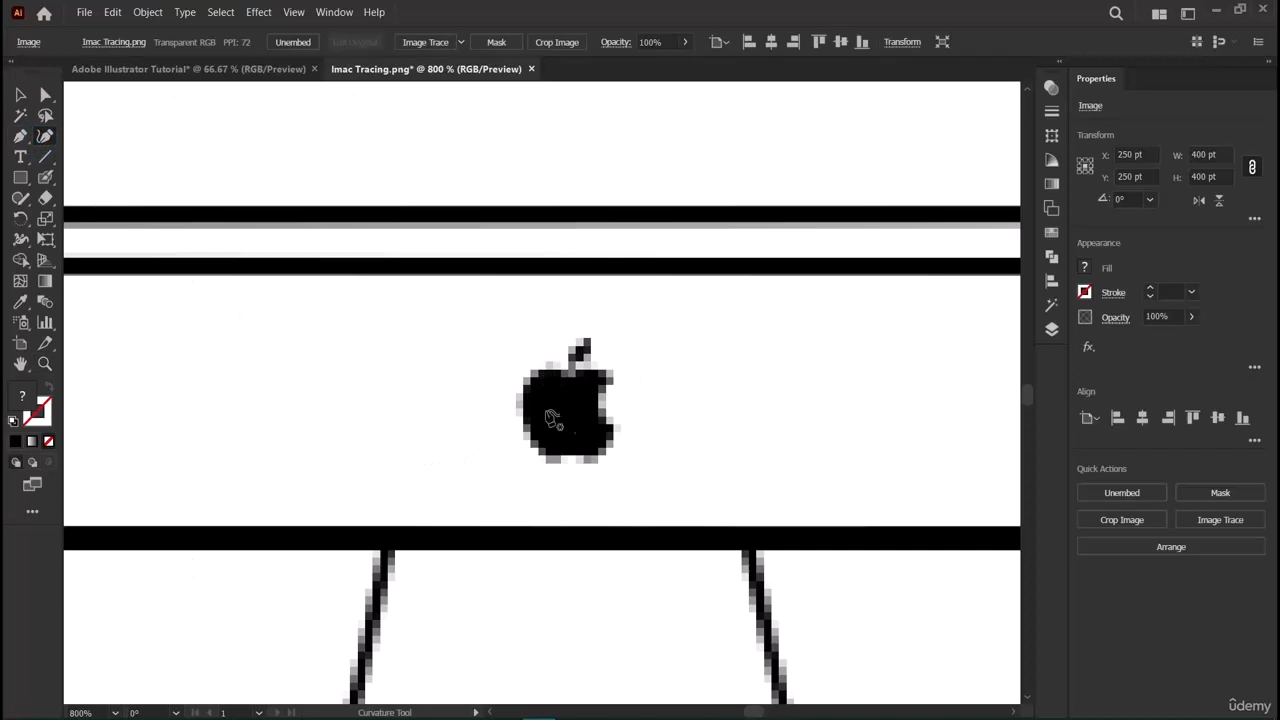 Ai File Edit Object Type Select Effect View Window Help
Image Imac Tracing.png Transparent RGB PPI: 72 Unembed Edit Original Image Trace Mask Crop Image Opacity: 100% Transform
Adobe Illustrator Tutorial* @ 66.67 % (RGB/Preview) × Imac Tracing.png* @ 800 % (RGB/Preview) ×
Properties
Image
Transform
X: 250 pt W: 400 pt
Y: 250 pt H: 400 pt
0°
Appearance
? Fill
Stroke
Opacity 100%
fx.
Align
?
Quick Actions
Unembed Mask
Crop Image Image Trace
Arrange
800% 0° 1 Curvature Tool
ûdemy